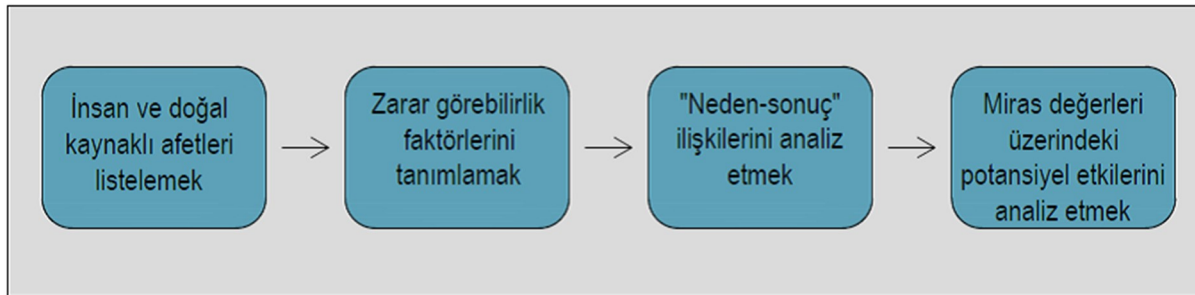 İnsan ve doğal
kaynaklı afetleri
listelemek
Zarar görebilirlik
faktörlerini
tanımlamak
"Neden-sonuç"
ilişkilerini analiz
etmek
Miras değerleri
üzerindeki
potansiyel etkilerini
analiz etmek